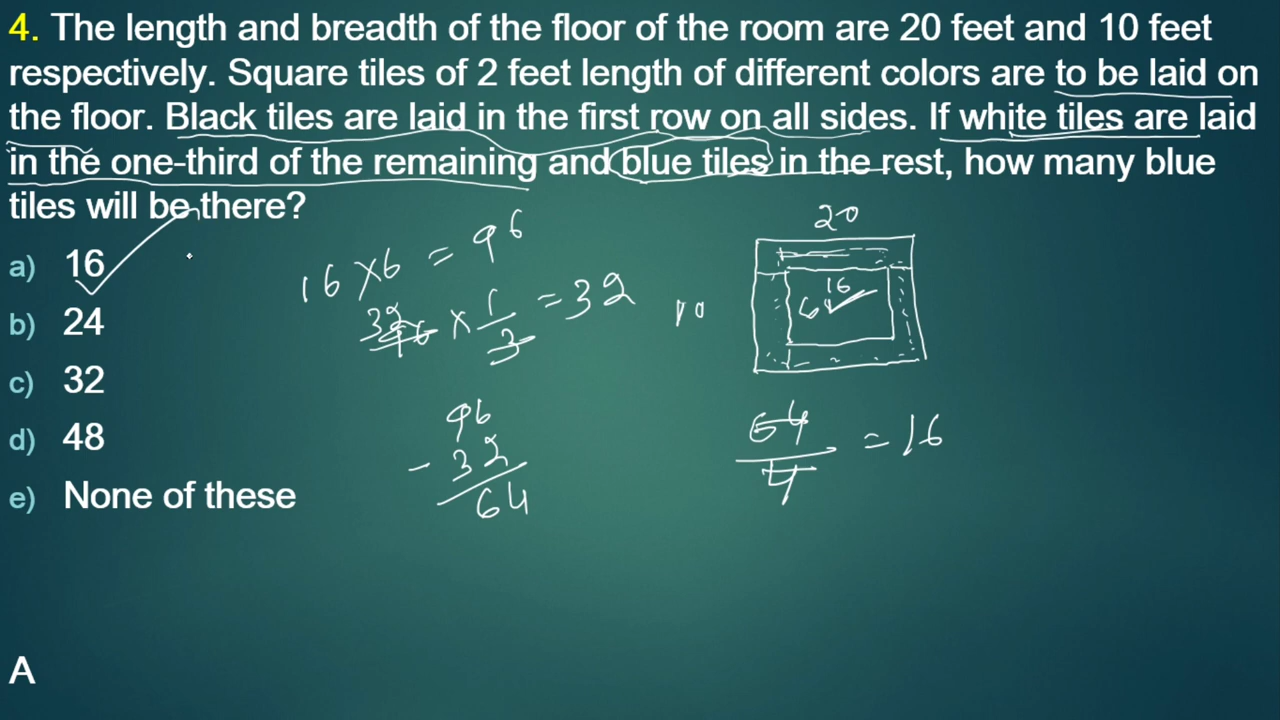 4. The length and breadth of the floor of the room are 20 feet and 10 feet
respectively. Square tiles of 2 feet length of different colors are to be laid on
the floor. Black tiles are laid in the first row on all sides. If white tiles are laid
in the one-third of the remaining and blue tiles in the rest, how many blue
tiles will be there?
a) 16
b) 24
c) 32
d) 48
e) None of these
16 × 6 = 96
32
96 × 1/3 = 32
96
- 32
64
20
10
16
6
64/4 = 16
A